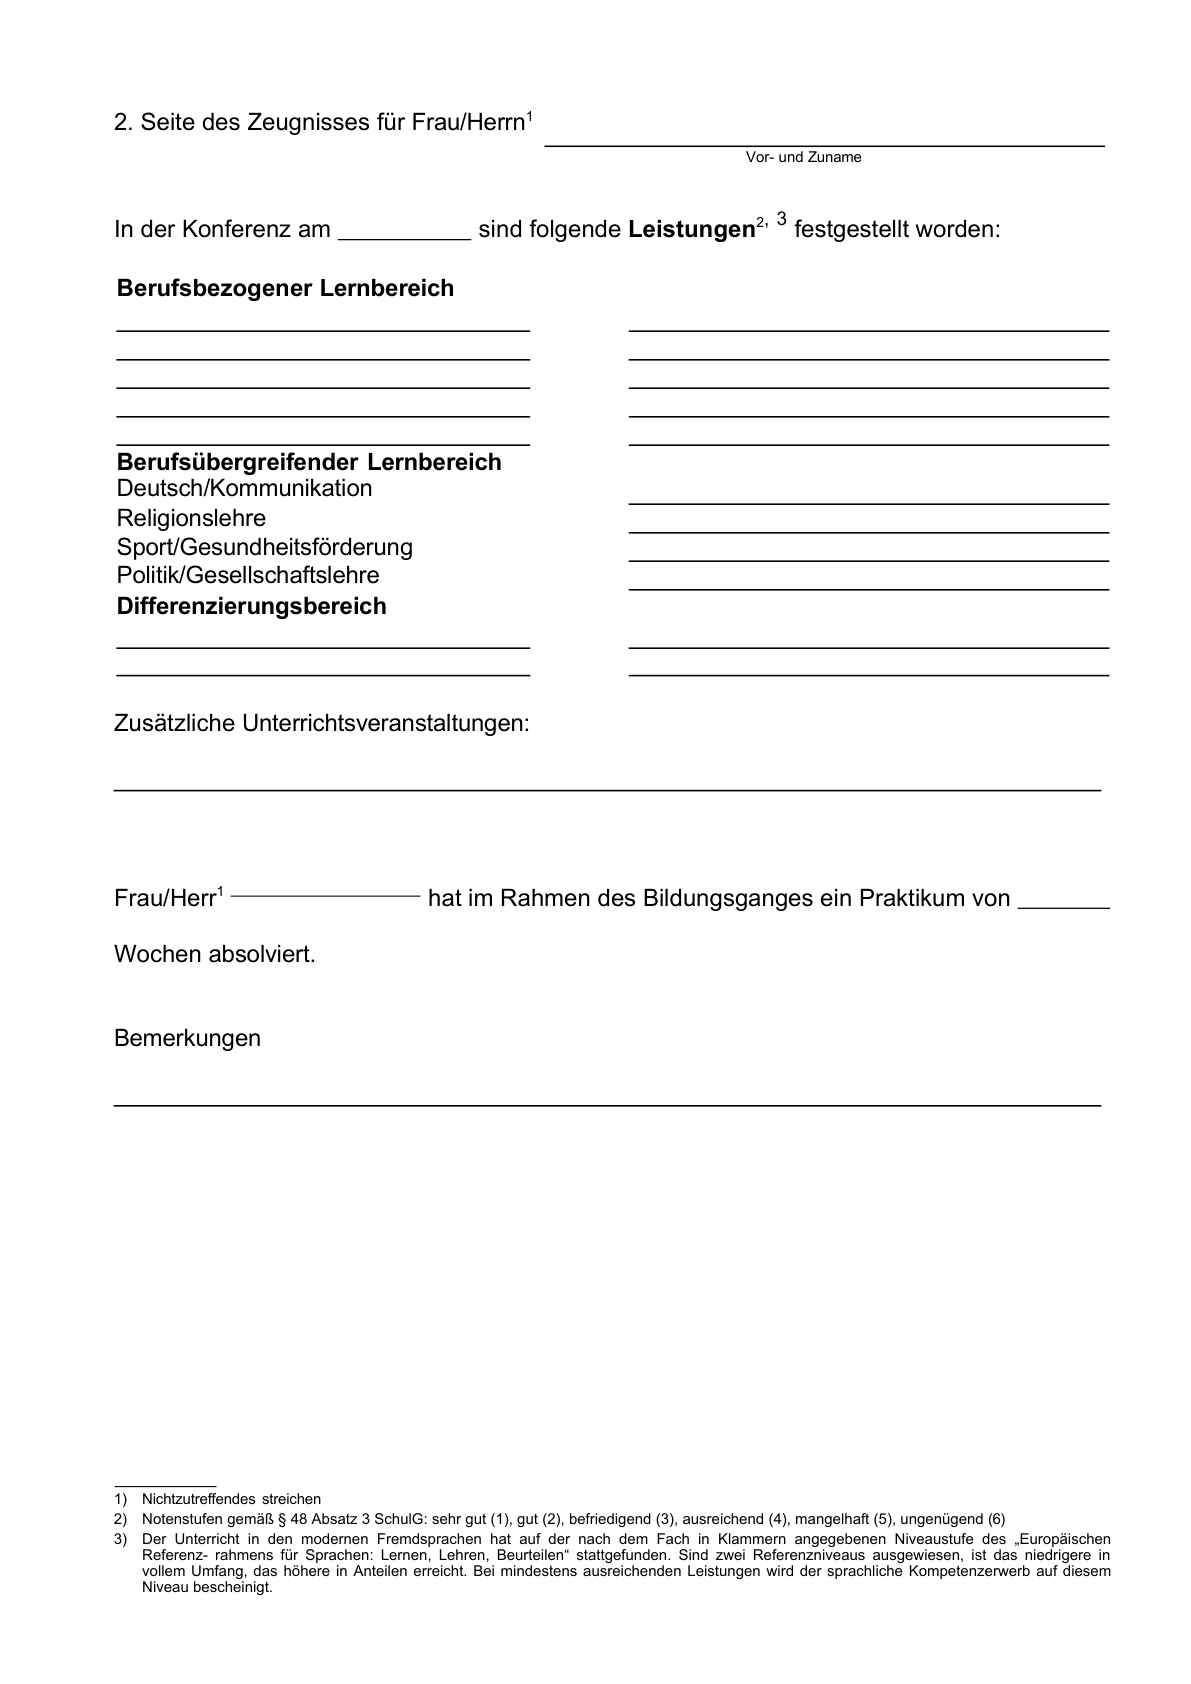 2. Seite des Zeugnisses für Frau/Herrn1
Vor- und Zuname
In der Konferenz am __________ sind folgende Leistungen2, 3 festgestellt worden:
Berufsbezogener Lernbereich
Berufsübergreifender Lernbereich
Deutsch/Kommunikation
Religionslehre
Sport/Gesundheitsförderung
Politik/Gesellschaftslehre
Differenzierungsbereich
Zusätzliche Unterrichtsveranstaltungen:
Frau/Herr1 ______________ hat im Rahmen des Bildungsganges ein Praktikum von _______
Wochen absolviert.
Bemerkungen
1) Nichtzutreffendes streichen
2) Notenstufen gemäß § 48 Absatz 3 SchulG: sehr gut (1), gut (2), befriedigend (3), ausreichend (4), mangelhaft (5), ungenügend (6)
3) Der Unterricht in den modernen Fremdsprachen hat auf der nach dem Fach in Klammern angegebenen Niveaustufe des „Europäischen
Referenz- rahmens für Sprachen: Lernen, Lehren, Beurteilen“ stattgefunden. Sind zwei Referenzniveaus ausgewiesen, ist das niedrigere in
vollem Umfang, das höhere in Anteilen erreicht. Bei mindestens ausreichenden Leistungen wird der sprachliche Kompetenzerwerb auf diesem
Niveau bescheinigt.